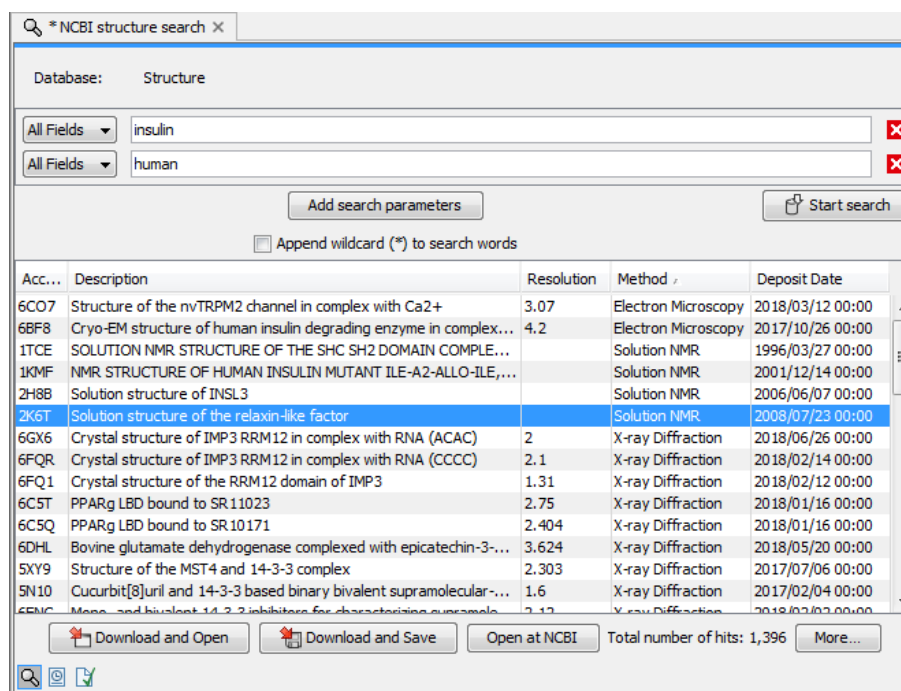 * NCBI structure search
Database: Structure
All Fields insulin
All Fields human
Add search parameters Start search
Append wildcard (*) to search words
Acc... Description Resolution Method Deposit Date
6CO7 Structure of the nvTRPM2 channel in complex with Ca2+ 3.07 Electron Microscopy 2018/03/12 00:00
6BF8 Cryo-EM structure of human insulin degrading enzyme in complex... 4.2 Electron Microscopy 2017/10/26 00:00
1TCE SOLUTION NMR STRUCTURE OF THE SHC SH2 DOMAIN COMPLE... Solution NMR 1996/03/27 00:00
1KMF NMR STRUCTURE OF HUMAN INSULIN MUTANT ILE-A2-ALLO-ILE,... Solution NMR 2001/12/14 00:00
2H8B Solution structure of INSL3 Solution NMR 2006/06/07 00:00
2K6T Solution structure of the relaxin-like factor Solution NMR 2008/07/23 00:00
6GX6 Crystal structure of IMP3 RRM12 in complex with RNA (ACAC) 2 X-ray Diffraction 2018/06/26 00:00
6FQR Crystal structure of IMP3 RRM12 in complex with RNA (CCCC) 2.1 X-ray Diffraction 2018/02/14 00:00
6FQ1 Crystal structure of the RRM12 domain of IMP3 1.31 X-ray Diffraction 2018/02/12 00:00
6C5T PPARg LBD bound to SR11023 2.75 X-ray Diffraction 2018/01/16 00:00
6C5Q PPARg LBD bound to SR10171 2.404 X-ray Diffraction 2018/01/16 00:00
6DHL Bovine glutamate dehydrogenase complexed with epicatechin-3-... 3.624 X-ray Diffraction 2018/05/20 00:00
5XY9 Structure of the MST4 and 14-3-3 complex 2.303 X-ray Diffraction 2017/07/06 00:00
5N10 Cucurbit[8]uril and 14-3-3 based binary bivalent supramolecular-... 1.6 X-ray Diffraction 2017/02/04 00:00
Mono- and bivalent 14-3-3 inhibitors for characterizing supramole... 2.12 X-ray Diffraction
Download and Open Download and Save Open at NCBI Total number of hits: 1,396 More...